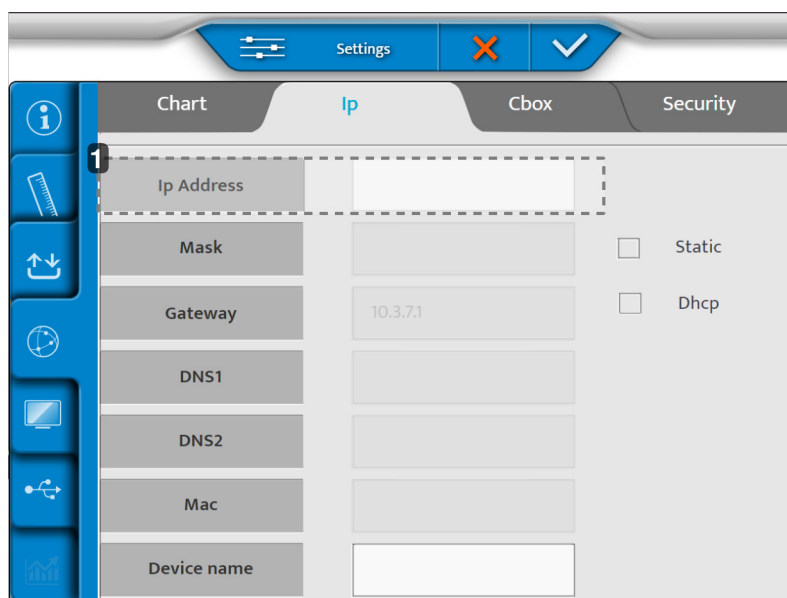 Settings
Chart Ip Cbox Security
1
Ip Address
Mask Static
Gateway 10.3.7.1 Dhcp
DNS1
DNS2
Mac
Device name